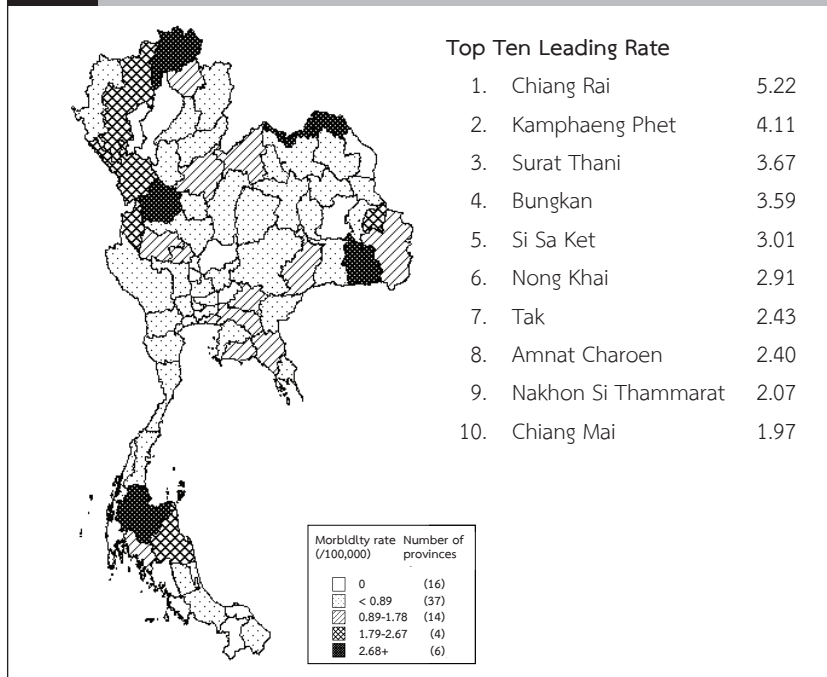 Top Ten Leading Rate
1. Chiang Rai 5.22
2. Kamphaeng Phet 4.11
3. Surat Thani 3.67
4. Bungkan 3.59
5. Si Sa Ket 3.01
6. Nong Khai 2.91
7. Tak 2.43
8. Amnat Charoen 2.40
9. Nakhon Si Thammarat 2.07
10. Chiang Mai 1.97
Morbldlty rate Number of
(/100,000) provinces
0 (16)
< 0.89 (37)
0.89-1.78 (14)
1.79-2.67 (4)
2.68+ (6)